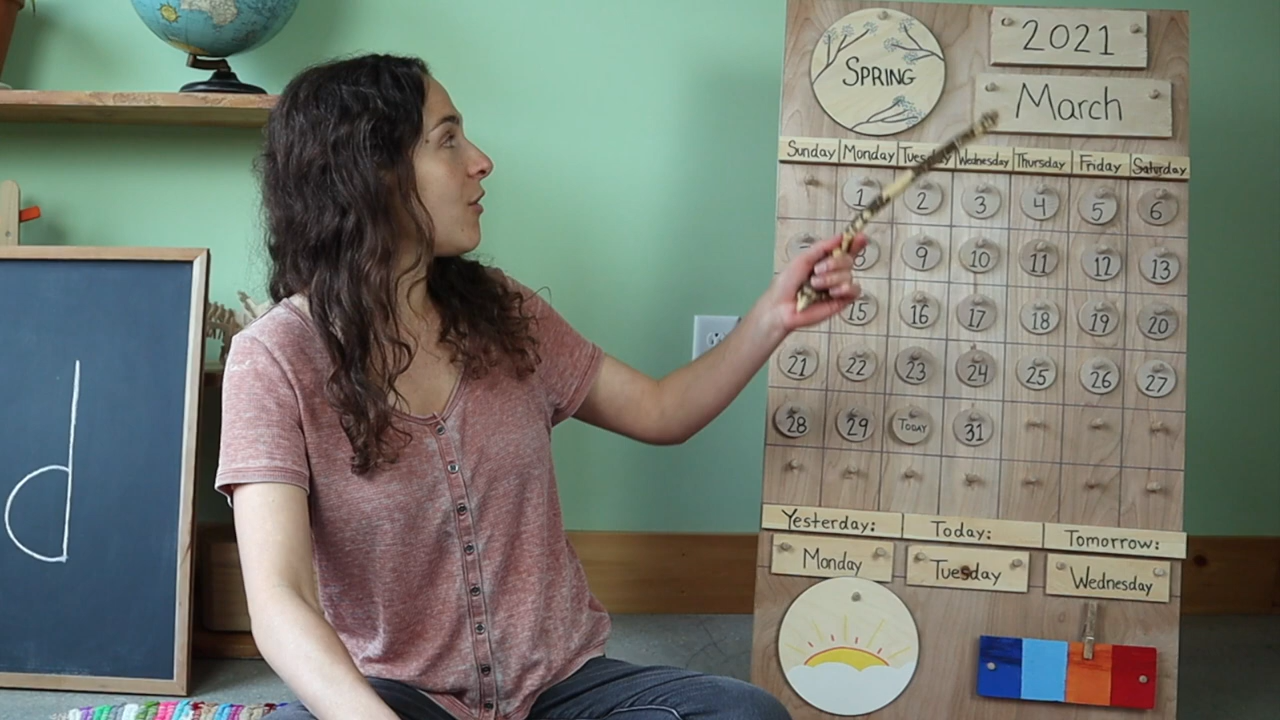 SPRING
2021
March
Sunday Monday Tuesday Wednesday Thursday Friday Saturday
1 2 3 4 5 6
8 9 10 11 12 13
15 16 17 18 19 20
21 22 23 24 25 26 27
28 29 TODAY 31
Yesterday: Today: Tomorrow:
Monday Tuesday Wednesday
d